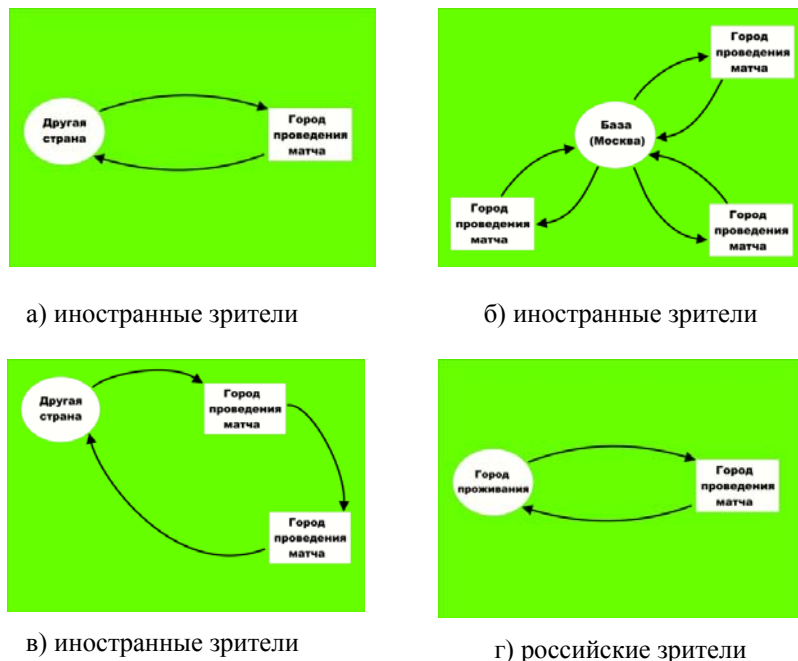 Другая
страна
Город
проведения
матча
а) иностранные зрители
Город
проведения
матча
База
(Москва)
Город
проведения
матча
Город
проведения
матча
б) иностранные зрители
Другая
страна
Город
проведения
матча
Город
проведения
матча
в) иностранные зрители
Город
проживания
Город
проведения
матча
г) российские зрители